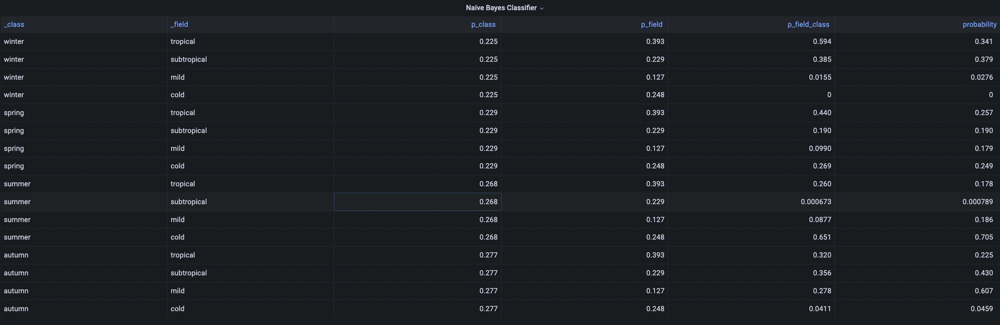 Naive Bayes Classifier
_class _field p_class p_field p_field_class probability
winter tropical 0.225 0.393 0.594 0.341
winter subtropical 0.225 0.229 0.385 0.379
winter mild 0.225 0.127 0.0155 0.0276
winter cold 0.225 0.248 0 0
spring tropical 0.229 0.393 0.440 0.257
spring subtropical 0.229 0.229 0.190 0.190
spring mild 0.229 0.127 0.0990 0.179
spring cold 0.229 0.248 0.269 0.249
summer tropical 0.268 0.393 0.260 0.178
summer subtropical 0.268 0.229 0.000673 0.000789
summer mild 0.268 0.127 0.0877 0.186
summer cold 0.268 0.248 0.651 0.705
autumn tropical 0.277 0.393 0.320 0.225
autumn subtropical 0.277 0.229 0.356 0.430
autumn mild 0.277 0.127 0.278 0.607
autumn cold 0.277 0.248 0.0411 0.0459